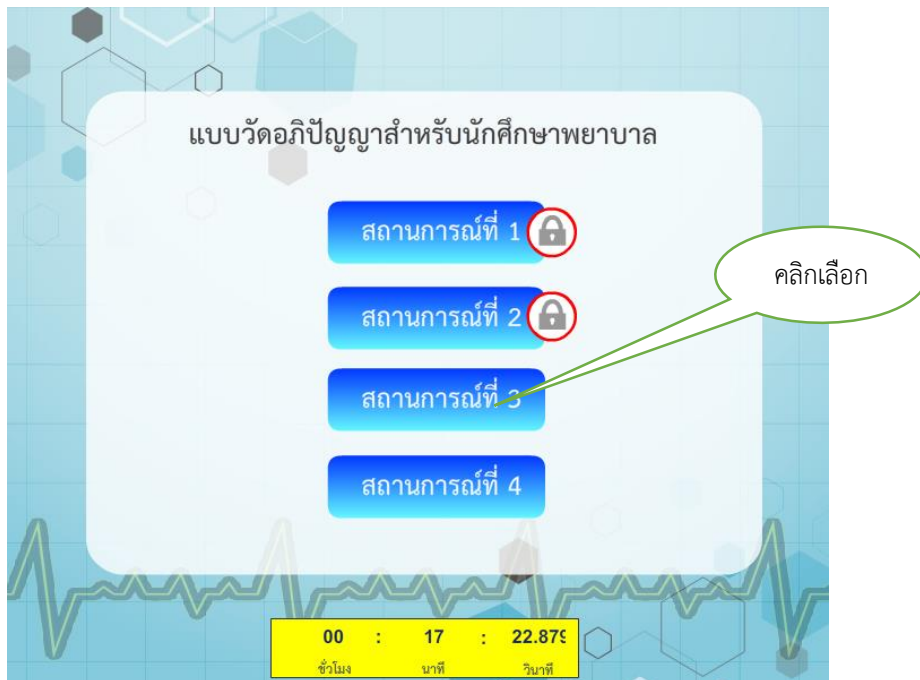 แบบวัดอภิปัญญาสำหรับนักศึกษาพยาบาล
สถานการณ์ที่ 1
สถานการณ์ที่ 2
คลิกเลือก
สถานการณ์ที่ 3
สถานการณ์ที่ 4
00 : 17 : 22.879
ชั่วโมง นาที วินาที